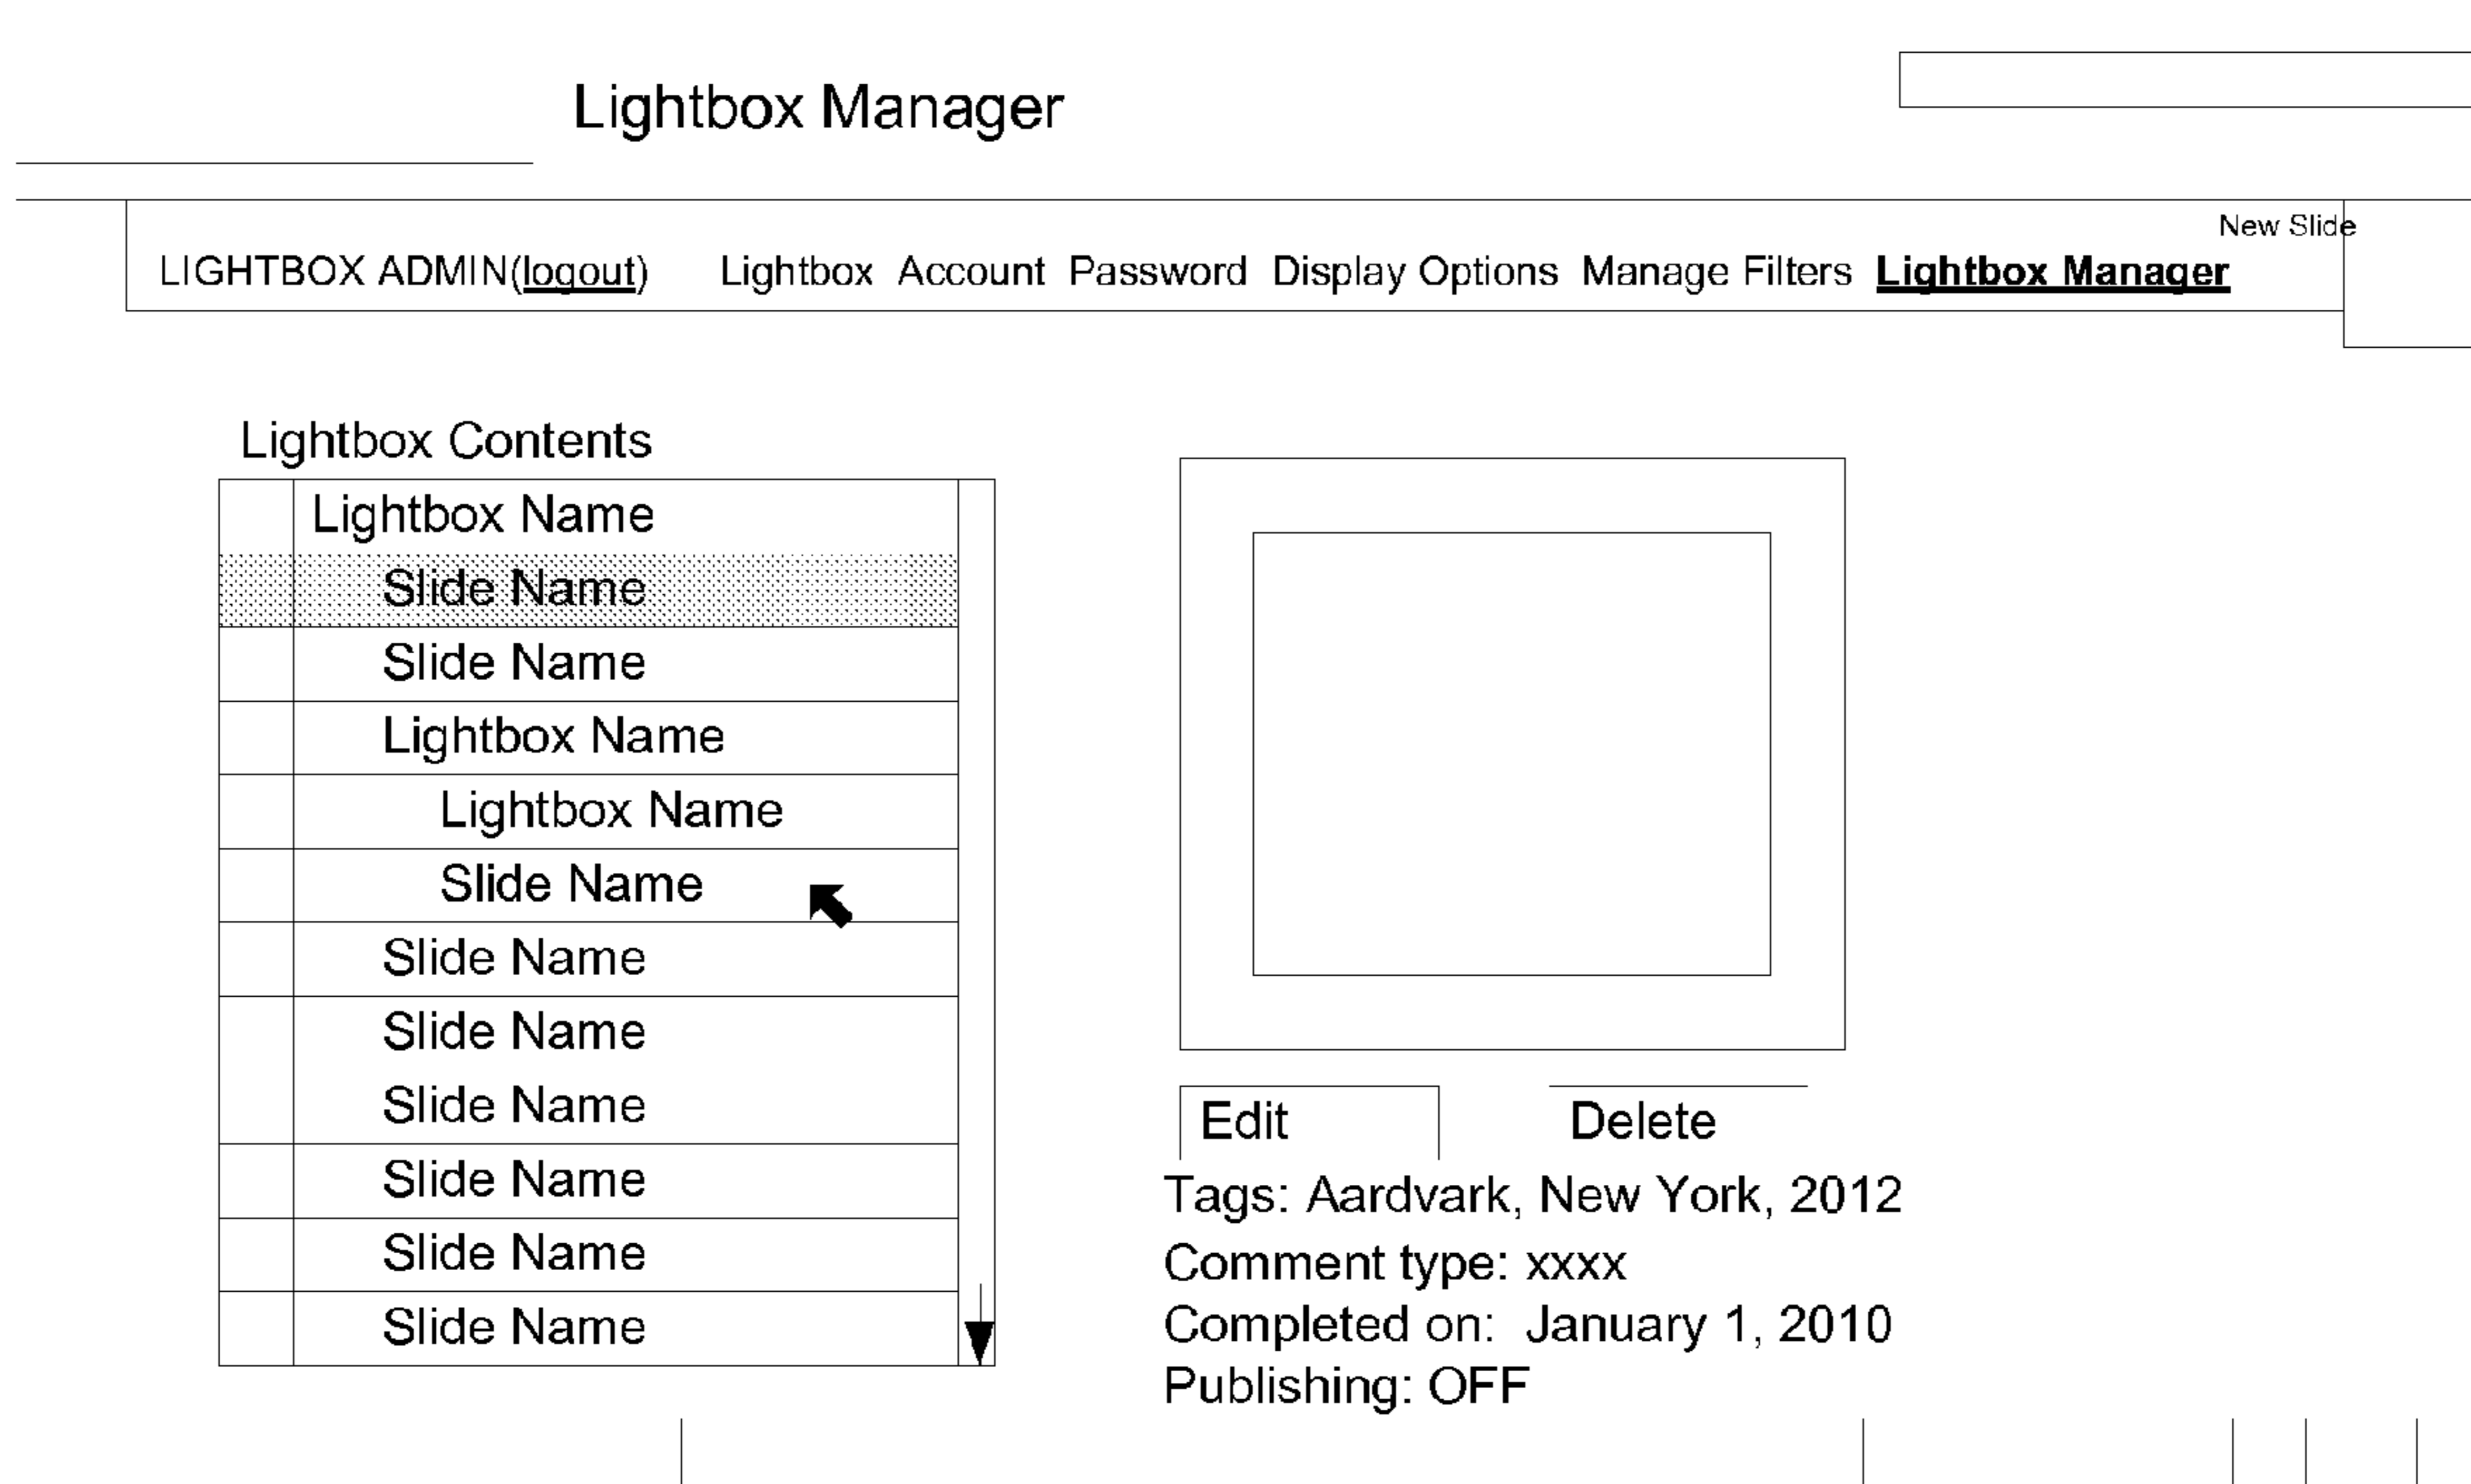 Lightbox Manager
New Slide
LIGHTBOX ADMIN(logout) Lightbox Account Password Display Options Manage Filters Lightbox Manager
Lightbox Contents
Lightbox Name
Slide Name
Slide Name
Lightbox Name
Lightbox Name
Slide Name
Slide Name
Slide Name
Slide Name
Slide Name
Slide Name
Slide Name
Edit Delete
Tags: Aardvark, New York, 2012
Comment type: xxxx
Completed on: January 1, 2010
Publishing: OFF